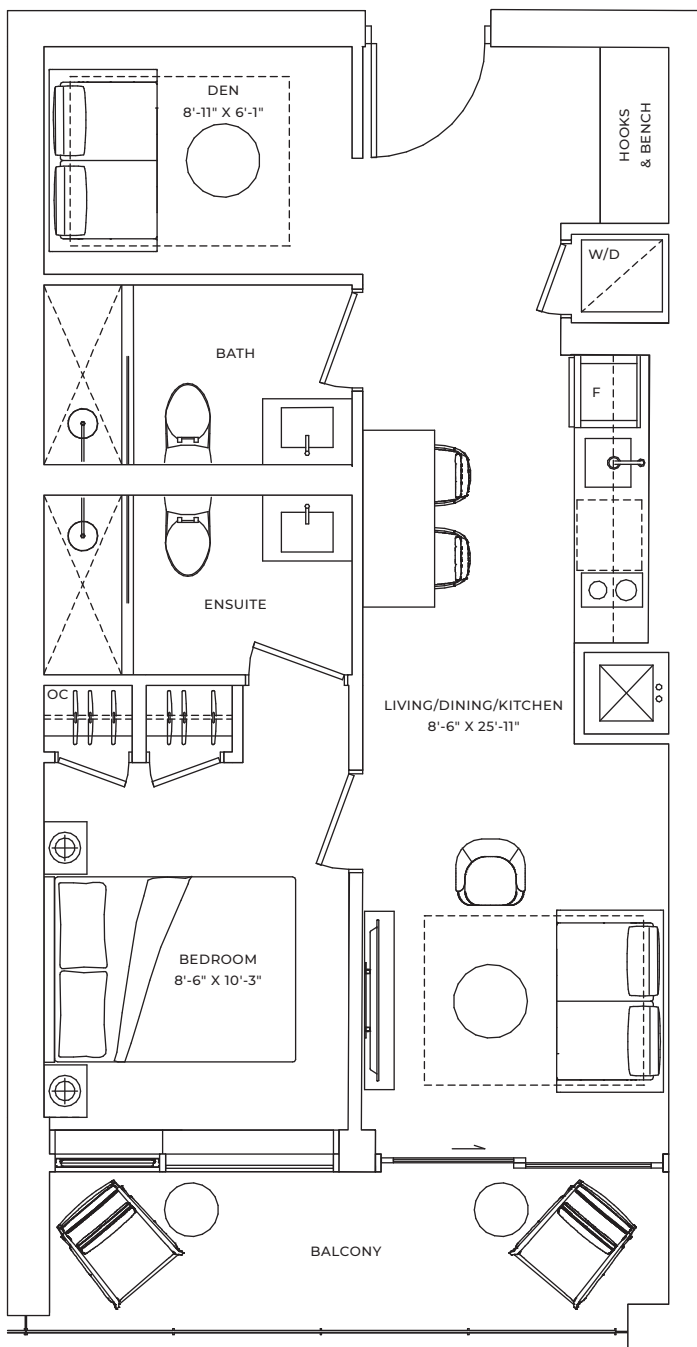 DEN
8'-11" X 6'-1"
HOOKS
& BENCH
W/D
BATH
F
ENSUITE
OC
LIVING/DINING/KITCHEN
8'-6" X 25'-11"
BEDROOM
8'-6" X 10'-3"
BALCONY